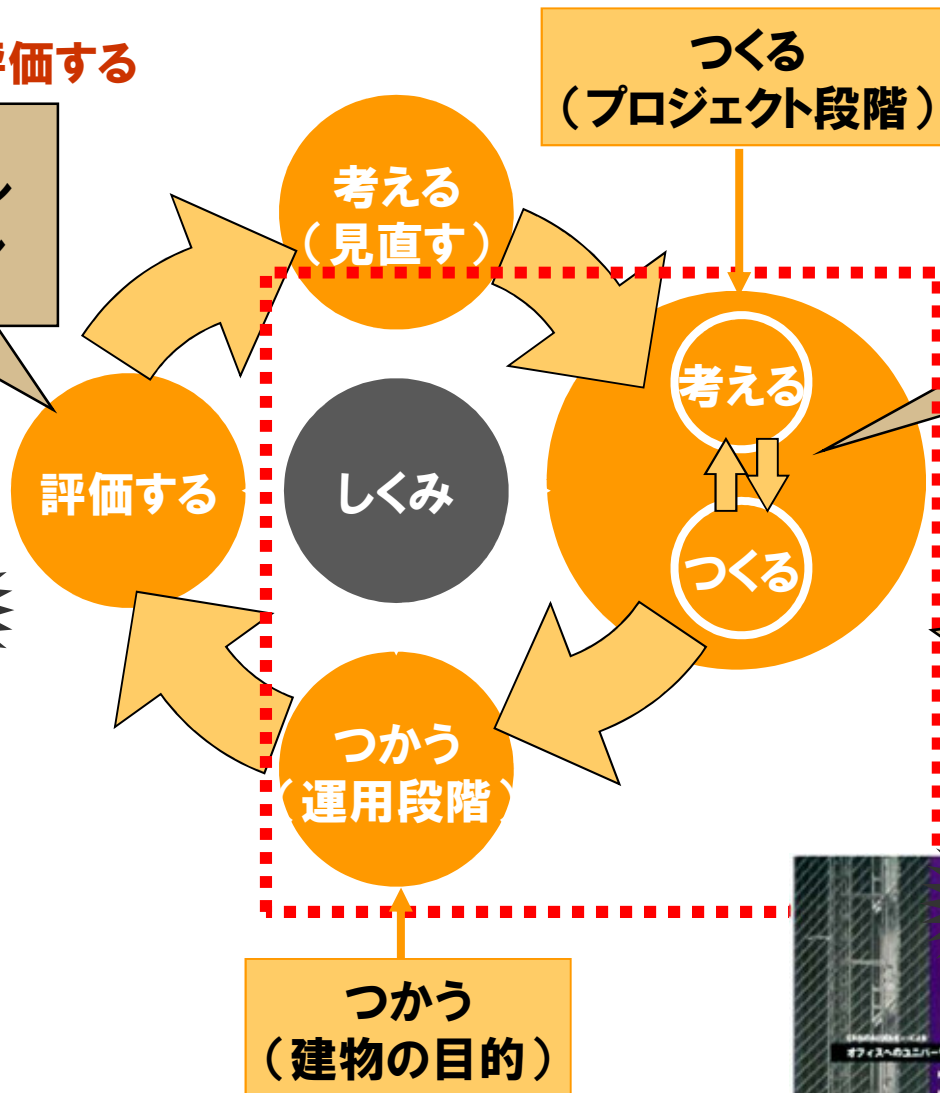 価する
つくる
（プロジェクト段階）
考える
（見直す）
考える
評価する
しくみ
つくる
つかう
（運用段階）
つかう
（建物の目的）
オフィスへのユニバー